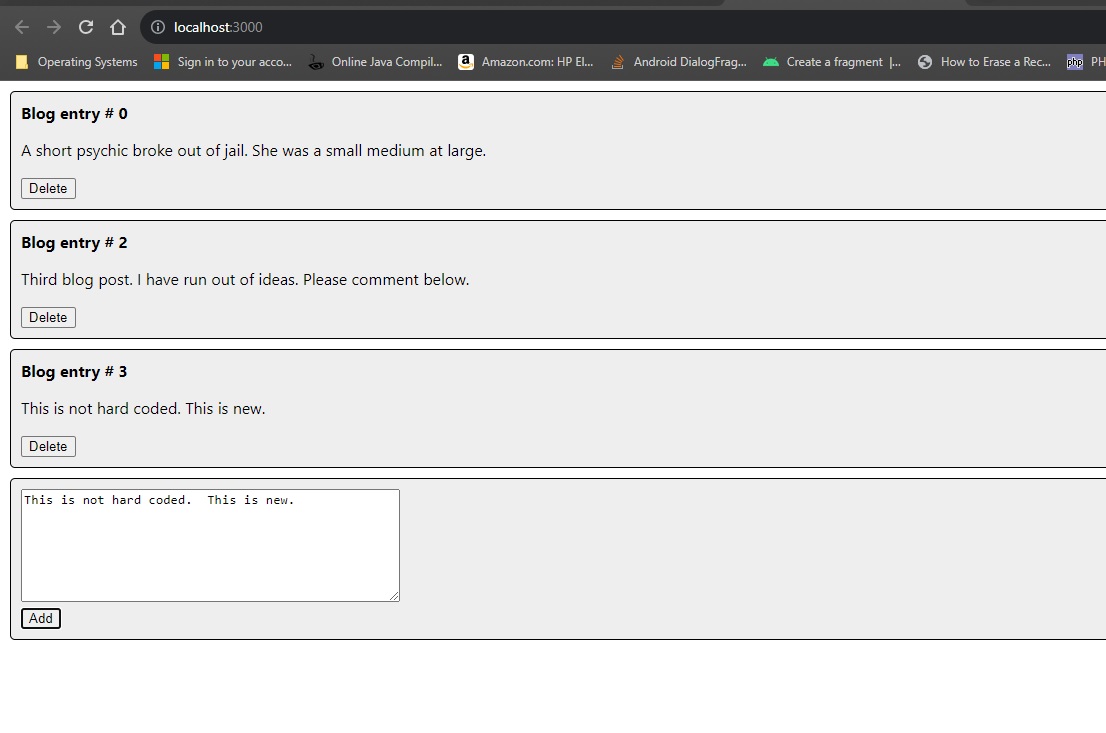 localhost:3000
Operating Systems Sign in to your acco... Online Java Compil... Amazon.com: HP El... Android DialogFrag... Create a fragment |... How to Erase a Rec... php PH
Blog entry # 0
A short psychic broke out of jail. She was a small medium at large.
Delete
Blog entry # 2
Third blog post. I have run out of ideas. Please comment below.
Delete
Blog entry # 3
This is not hard coded. This is new.
Delete
This is not hard coded.  This is new.
Add